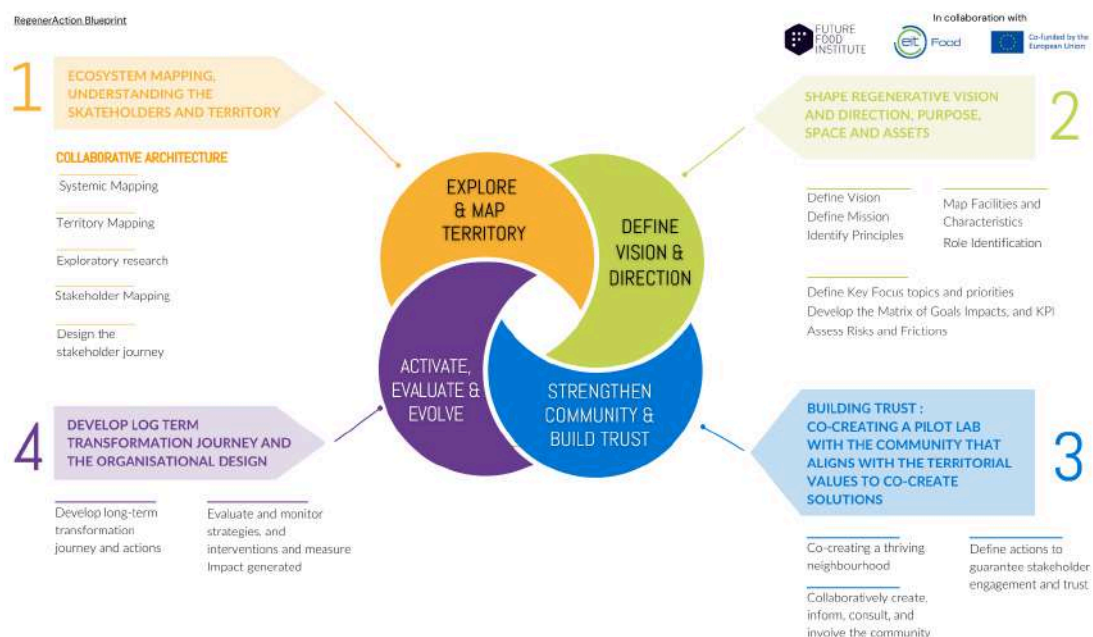 RegenerAction Blueprint
In collaboration with
FUTURE
FOOD
INSTITUTE
eit Food
Co-funded by the
European Union
1
ECOSYSTEM MAPPING,
UNDERSTANDING THE
SKATEHOLDERS AND TERRITORY
COLLABORATIVE ARCHITECTURE
Systemic Mapping
Territory Mapping
Exploratory research
Stakeholder Mapping
Design the
stakeholder journey
EXPLORE
& MAP
TERRITORY
DEFINE
VISION &
DIRECTION
ACTIVATE,
EVALUATE &
EVOLVE
STRENGTHEN
COMMUNITY &
BUILD TRUST
SHAPE REGENERATIVE VISION
AND DIRECTION, PURPOSE,
SPACE AND ASSETS
2
Define Vision
Define Mission
Identify Principles
Map Facilities and
Characteristics
Role Identification
Define Key Focus topics and priorities
Develop the Matrix of Goals Impacts, and KPI
Assess Risks and Frictions
BUILDING TRUST :
CO-CREATING A PILOT LAB
WITH THE COMMUNITY THAT
ALIGNS WITH THE TERRITORIAL
VALUES TO CO-CREATE
SOLUTIONS
3
Co-creating a thriving
neighbourhood
Collaboratively create,
inform, consult, and
involve the community
Define actions to
guarantee stakeholder
engagement and trust
4
DEVELOP LOG TERM
TRANSFORMATION JOURNEY AND
THE ORGANISATIONAL DESIGN
Develop long-term
transformation
journey and actions
Evaluate and monitor
strategies, and
interventions and measure
Impact generated